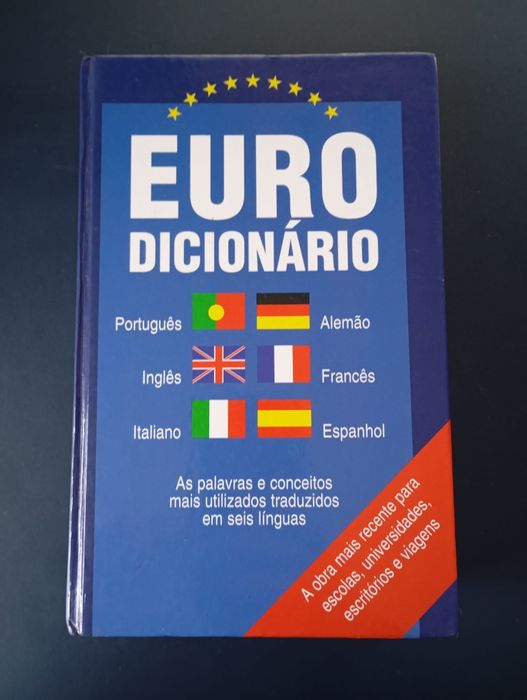 EURO
DICIONÁRIO
Português
Alemão
Inglês
Francês
Italiano
Espanhol
As palavras e conceitos
mais utilizados traduzidos
em seis línguas
A obra mais recente para
escolas, universidades,
escritórios e viagens